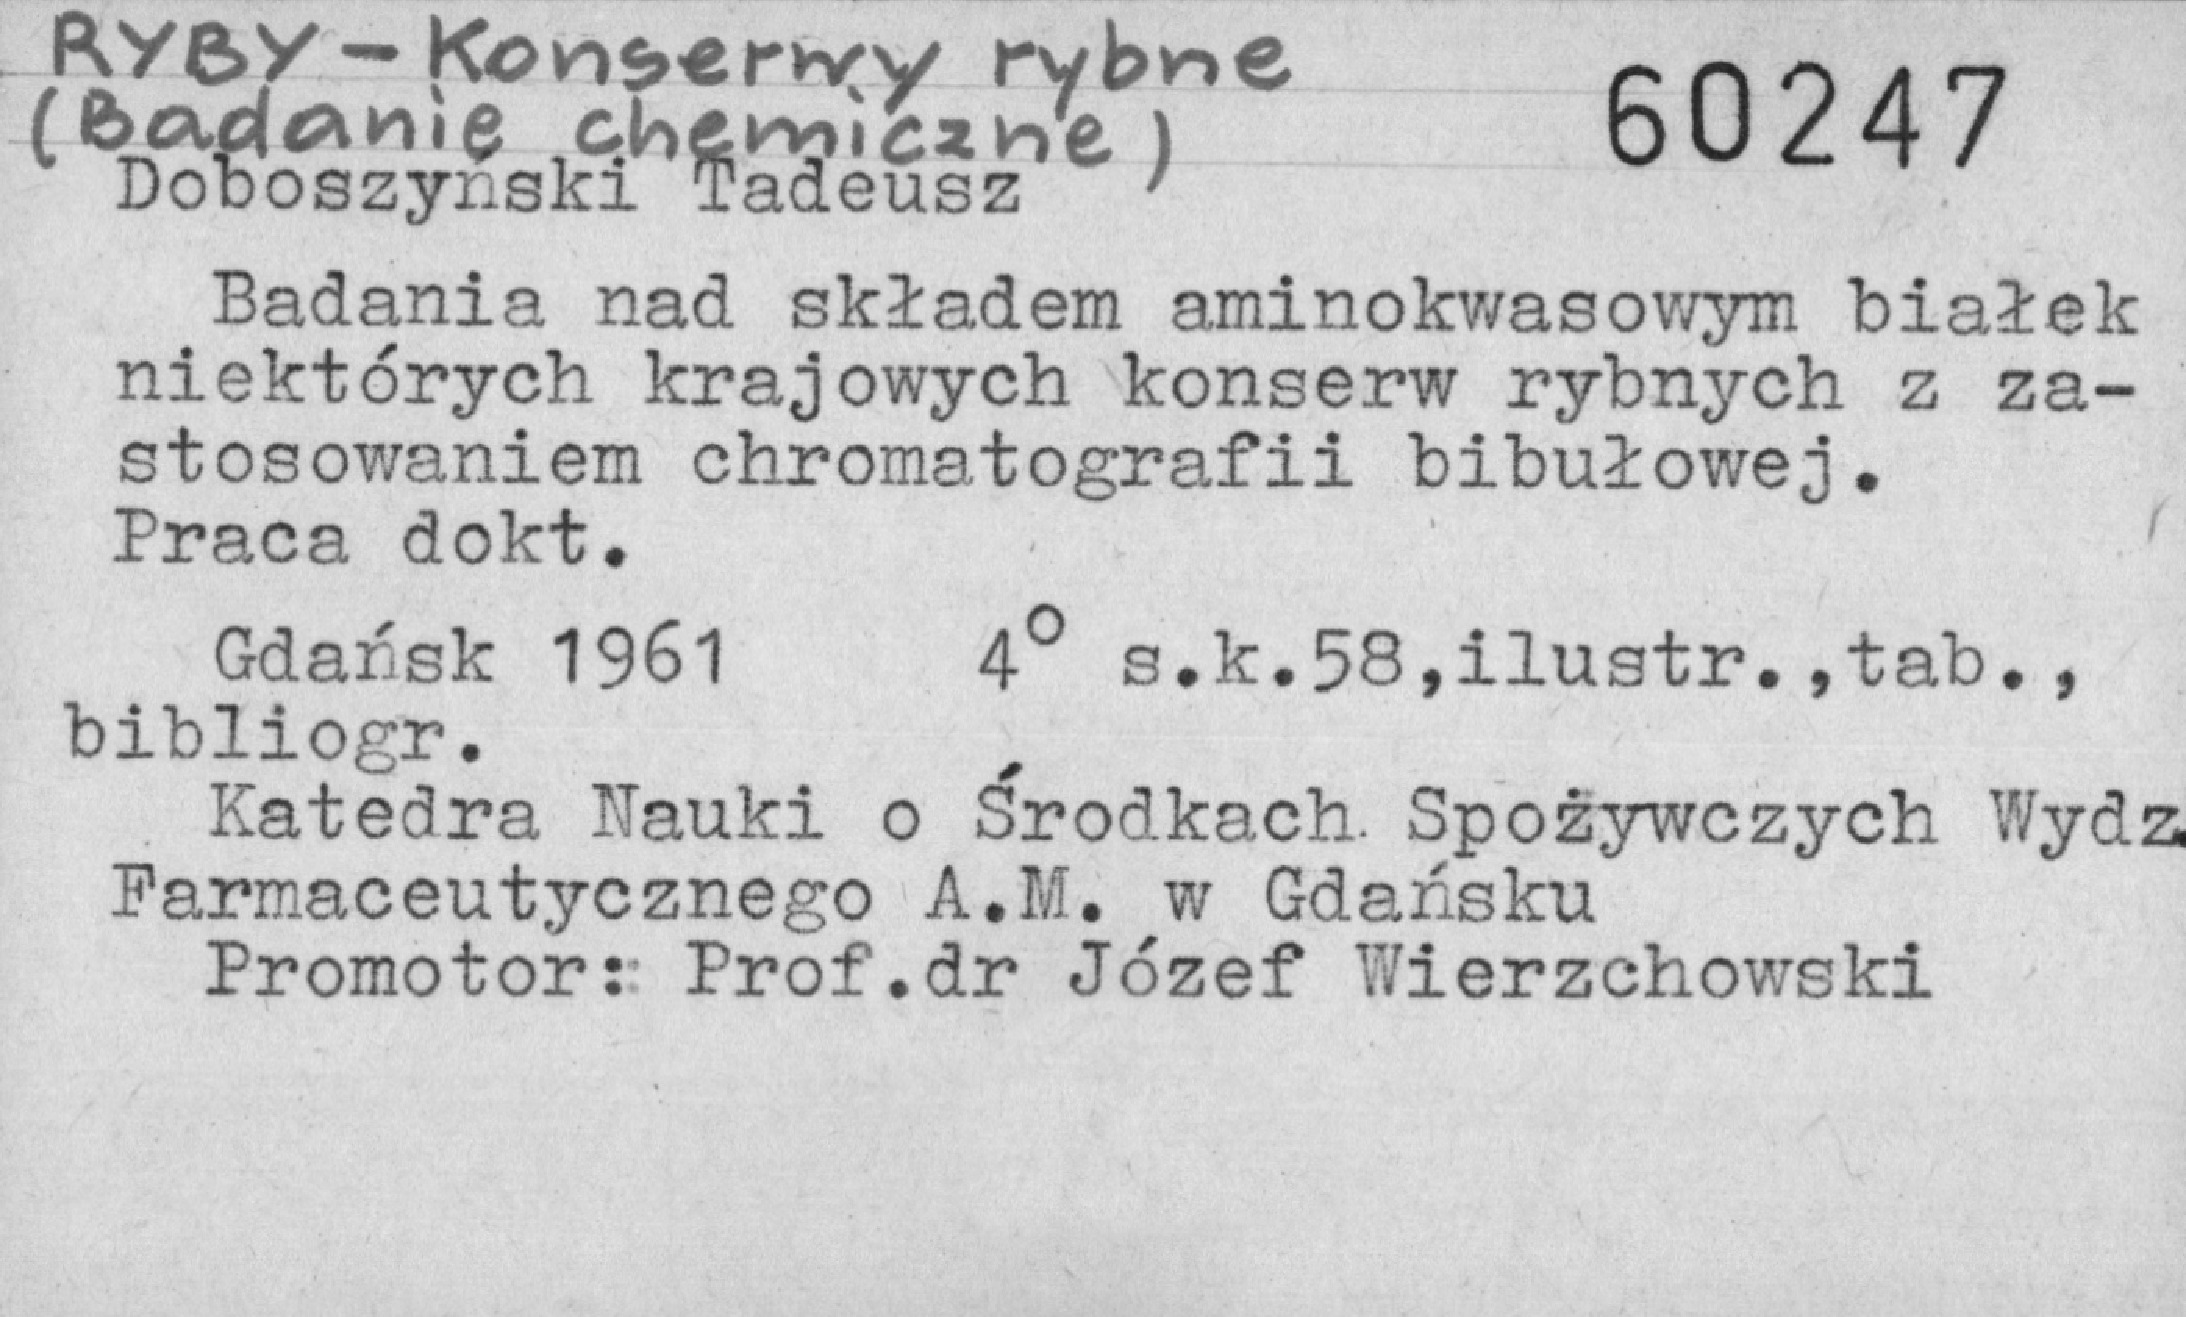 RYBY - Konserwy rybne
60247
(Badanie chemiczne)
Doboszyński Tadeusz
Badania nad składem aminokwasowym białek
niektórych krajowych konserw rybnych z za-
stosowaniem chromatografii bibułowej.
Praca dokt.
Gdańsk 1961 4° s.k.58,ilustr.,tab.,
bibliogr.
Katedra Nauki o Środkach Spożywczych Wydz.
Farmaceutycznego A.M. w Gdańsku
Promotor: Prof.dr Józef Wierzchowski